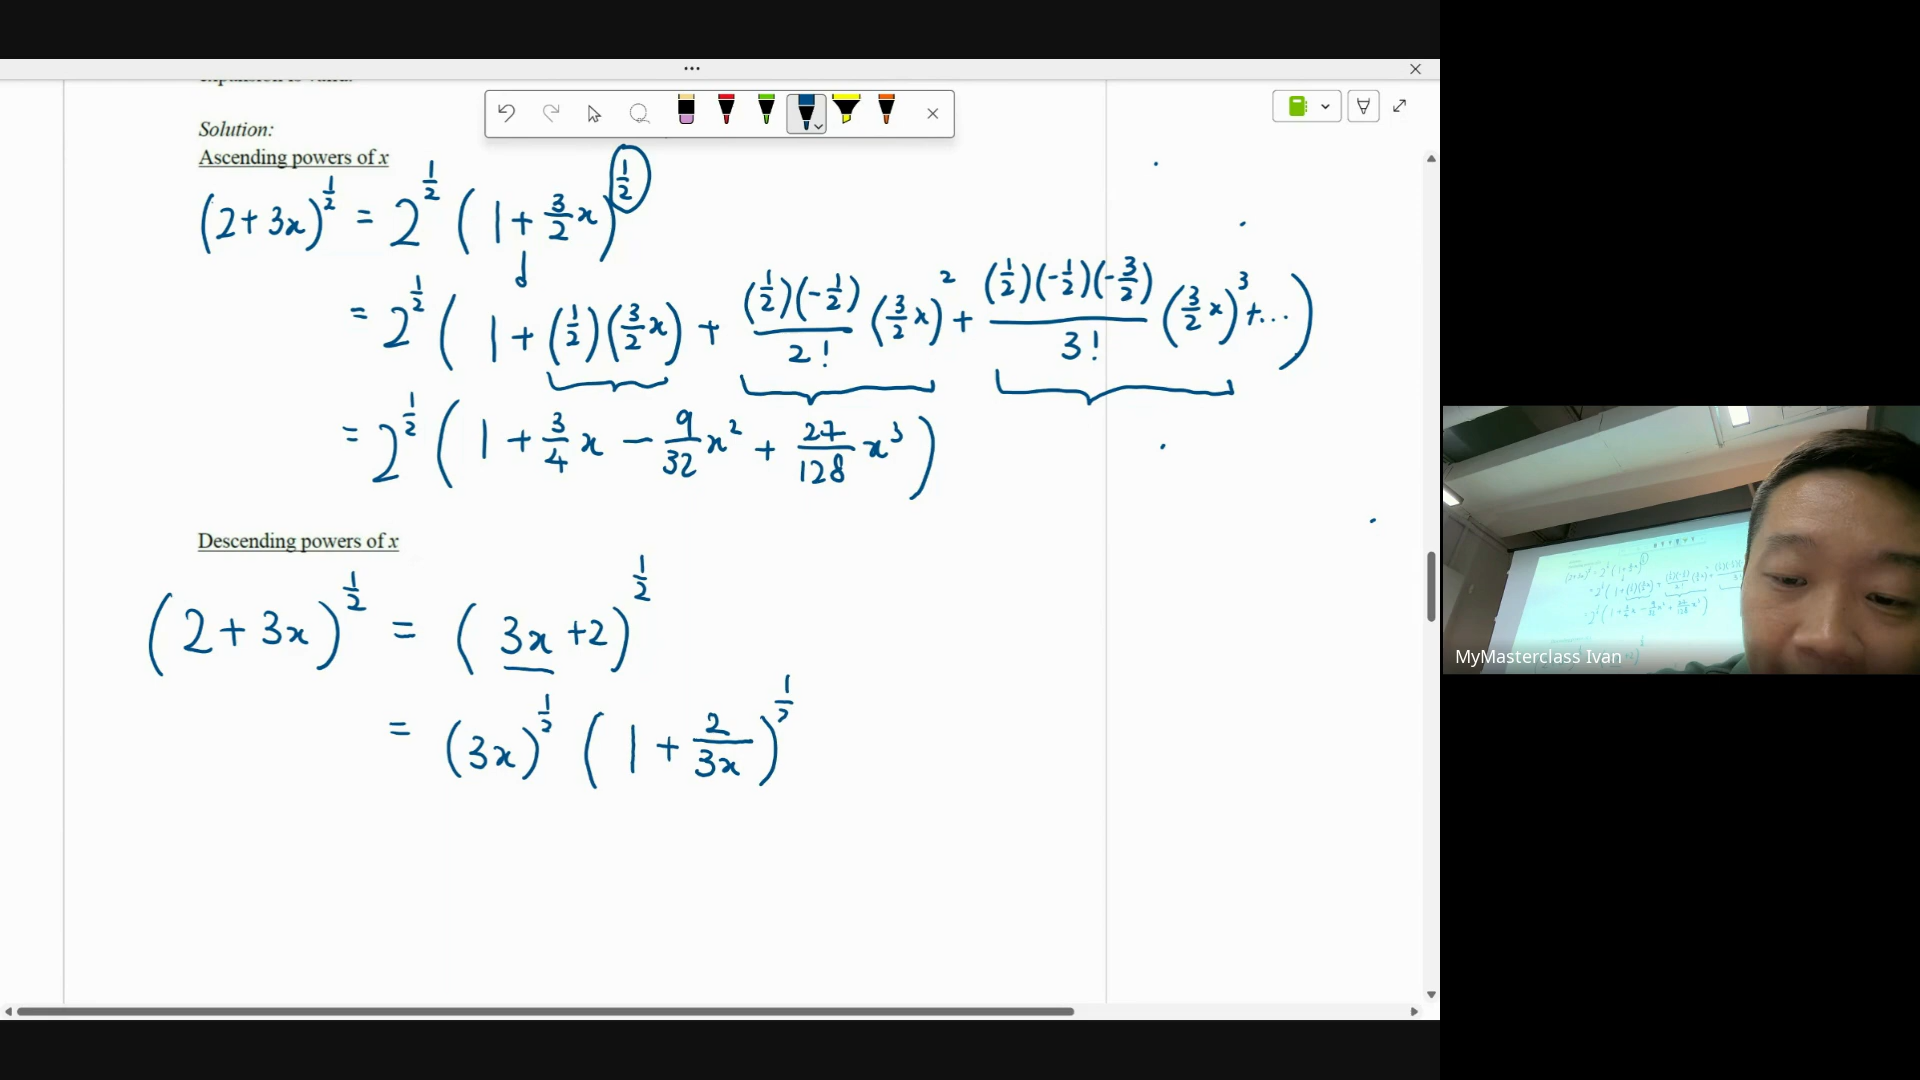 Solution:
Ascending powers of x
(2+3x)^{1/2} = 2^{1/2} (1 + 3/2 x)^{1/2}
= 2^{1/2} (1 + (1/2)(3/2 x) + (1/2)(-1/2)/2! (3/2 x)^2 + (1/2)(-1/2)(-3/2)/3! (3/2 x)^3 + ...)
= 2^{1/2} (1 + 3/4 x - 9/32 x^2 + 27/128 x^3)
Descending powers of x
(2+3x)^{1/2} = (3x+2)^{1/2}
= (3x)^{1/2} (1 + 2/3x)^{1/2}
MyMasterclass Ivan